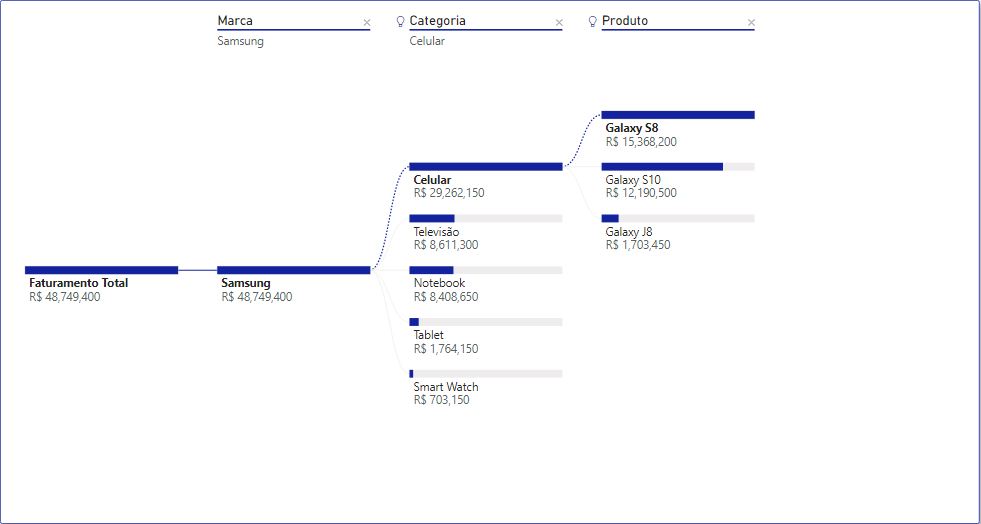 Marca
Categoria
Produto
Samsung
Celular
Faturamento Total
R$ 48,749,400
Samsung
R$ 48,749,400
Celular
R$ 29,262,150
Televisão
R$ 8,611,300
Notebook
R$ 8,408,650
Tablet
R$ 1,764,150
Smart Watch
R$ 703,150
Galaxy S8
R$ 15,368,200
Galaxy S10
R$ 12,190,500
Galaxy J8
R$ 1,703,450